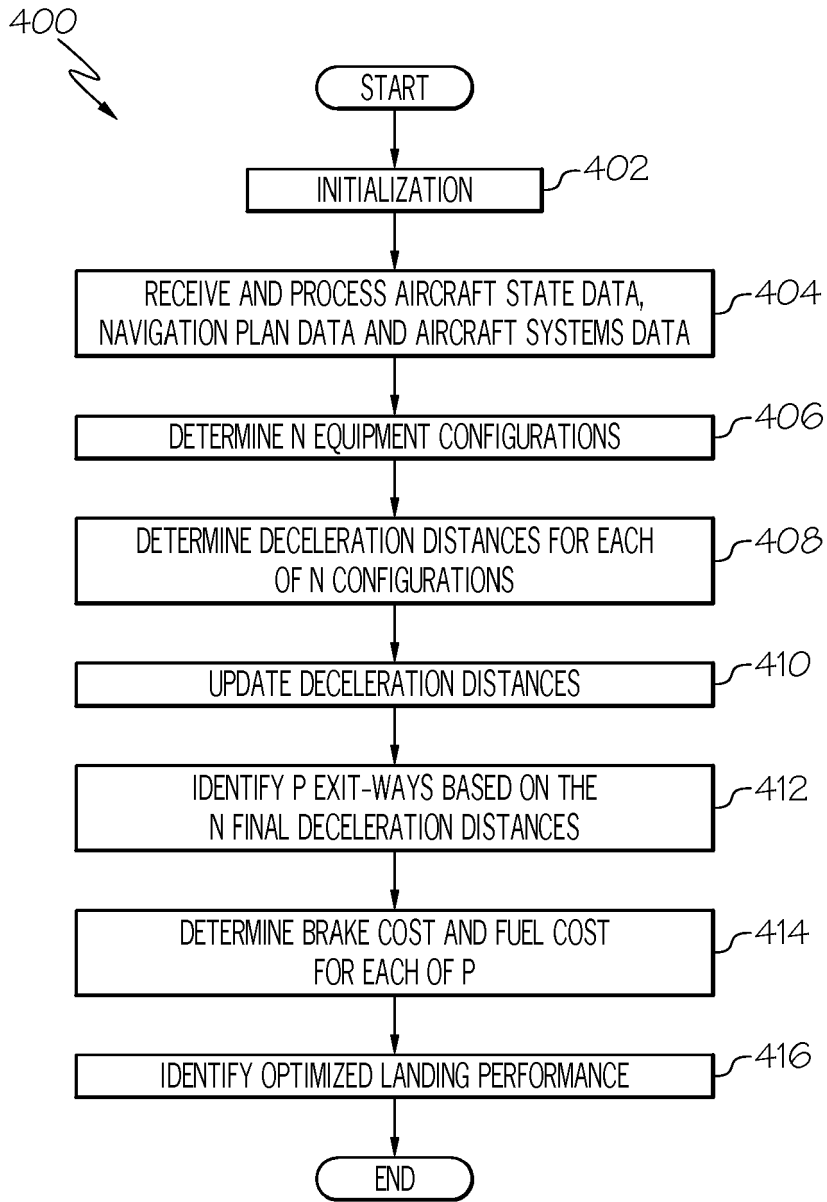 400
START
INITIALIZATION
402
RECEIVE AND PROCESS AIRCRAFT STATE DATA,
NAVIGATION PLAN DATA AND AIRCRAFT SYSTEMS DATA
404
DETERMINE N EQUIPMENT CONFIGURATIONS
406
DETERMINE DECELERATION DISTANCES FOR EACH
OF N CONFIGURATIONS
408
UPDATE DECELERATION DISTANCES
410
IDENTIFY P EXIT-WAYS BASED ON THE
N FINAL DECELERATION DISTANCES
412
DETERMINE BRAKE COST AND FUEL COST
FOR EACH OF P
414
IDENTIFY OPTIMIZED LANDING PERFORMANCE
416
END